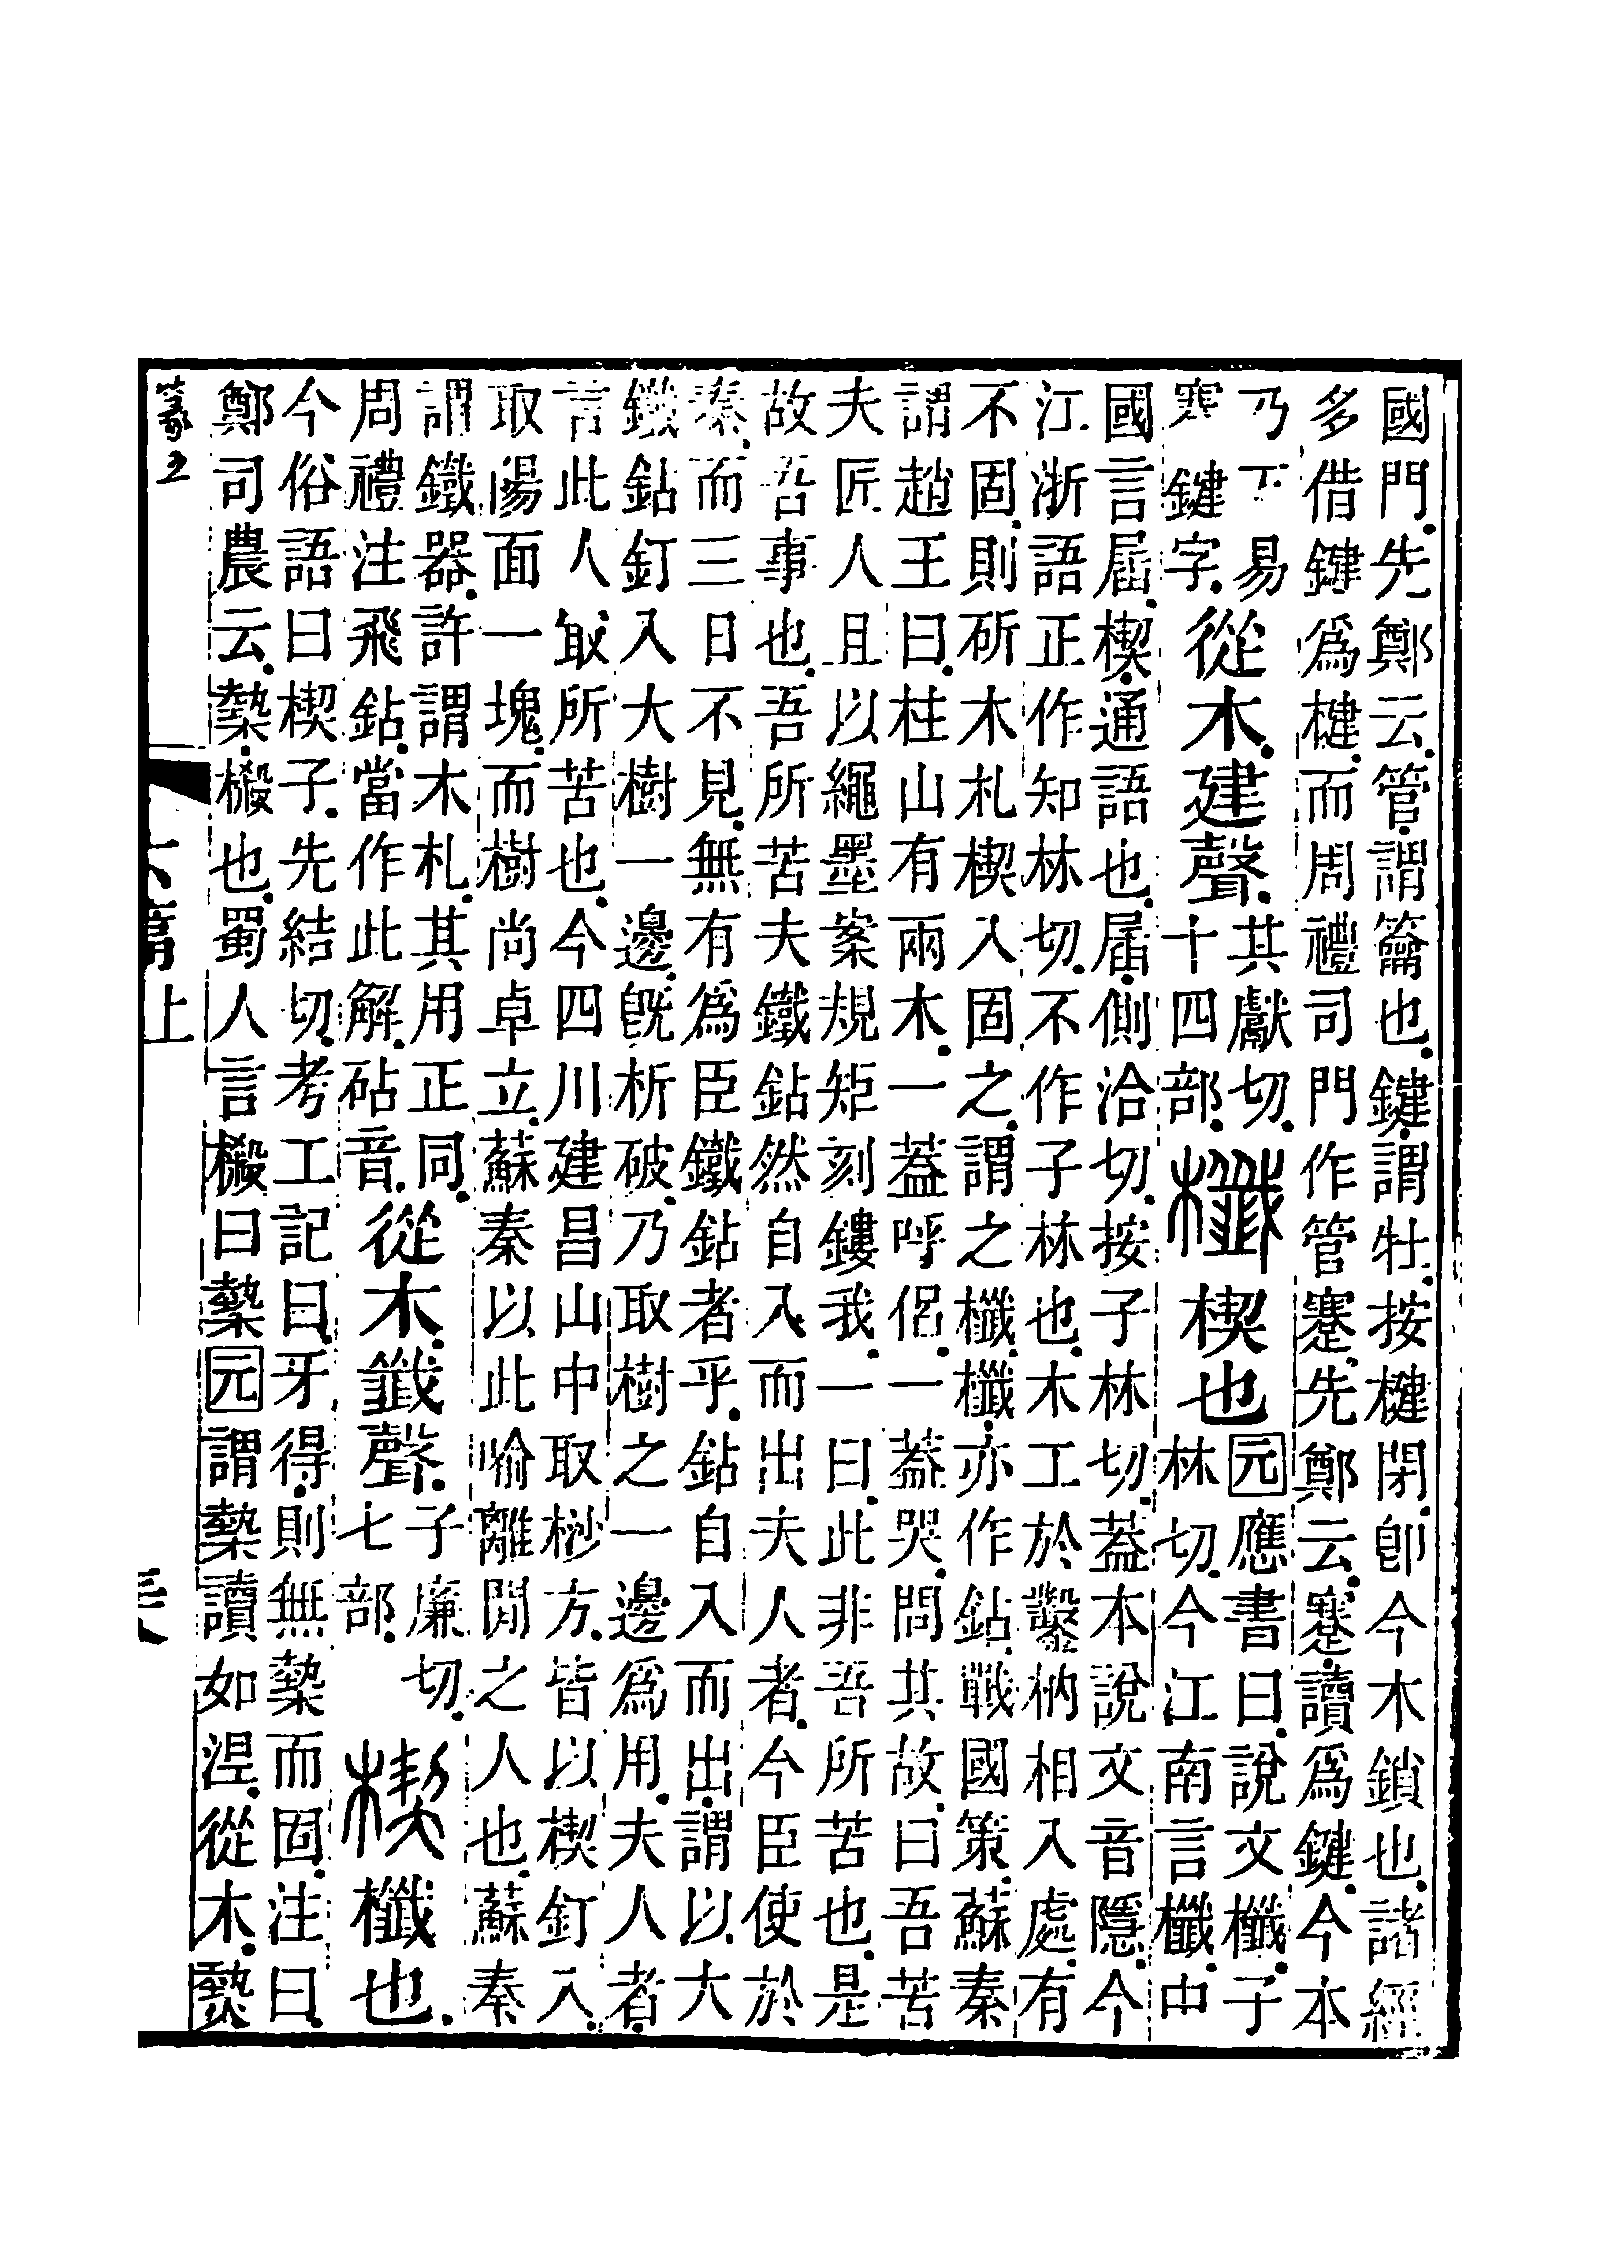 國門先鄭云管謂籥也鍵謂牡按楗閉卽今木鎖也諸經
多借鍵爲楗而周禮司門作管蹇先鄭云蹇讀爲鍵今本
乃下易寒鍵字從木建聲其獻切十四部櫼楔也元應書曰說文櫼子
林切今江南言櫼中
國言屆楔通語也屆側洽切按子林切蓋本說文音隱今
江浙語正作知林切不作子林也木工於鑿枘相入處有
不固則斫木札楔入固之謂之櫼櫼亦作鉆戰國策蘇秦
謂趙王曰柱山有兩木一蓋呼侶一蓋哭問其故曰吾苦
夫匠人且以繩墨案規矩刻鏤我一曰此非吾所苦也是
故吾事也吾所苦夫鐵鉆然自入而出夫人者今臣使於
秦而三日不見無有爲臣鐵鉆者乎鉆自入而出謂以大
鐵鉆釘入大樹一邊旣析破乃取樹之一邊爲用夫人者
言此人取所苦也今四川建昌山中取桫方皆以楔釘入
取陽面一塊而樹尚卓立蘇秦以此喻離閒之人也蘇秦
謂鐵器許謂木札其用正同
周禮注飛鉆當作此解砧音從木韱聲子廉切七部楔櫼也
今俗語曰楔子先結切考工記曰牙得則無槷而固注曰
鄭司農云槷樧也蜀人言樧曰槷元謂槷讀如涅從木埶
篆
六篇上